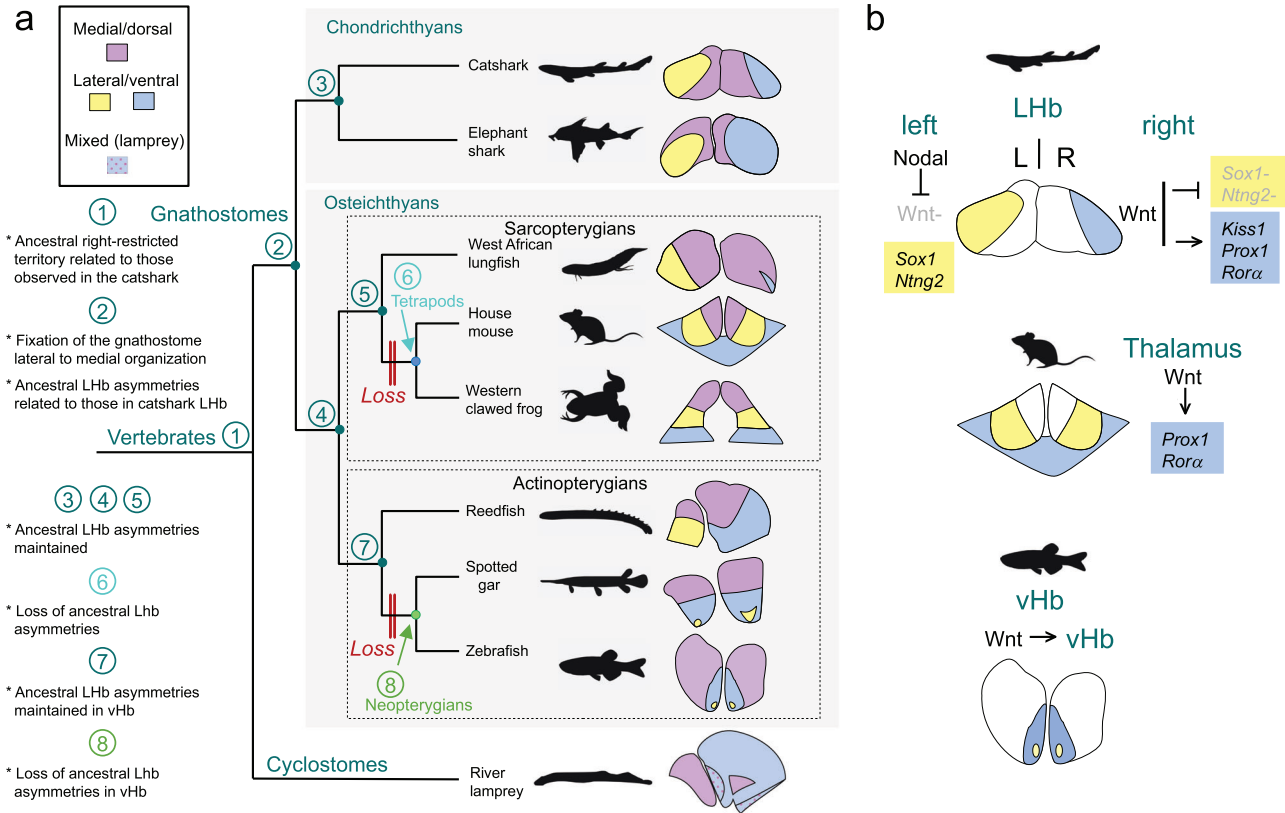 a
Medial/dorsal
Lateral/ventral
Mixed (lamprey)
1
* Ancestral right-restricted
territory related to those
observed in the catshark
2
* Fixation of the gnathostome
lateral to medial organization
* Ancestral LHb asymmetries
related to those in catshark LHb
Vertebrates 1
3 4 5
* Ancestral LHb asymmetries
maintained
6
* Loss of ancestral Lhb
asymmetries
7
* Ancestral LHb asymmetries
maintained in vHb
8
* Loss of ancestral Lhb
asymmetries in vHb
Gnathostomes
2
Chondrichthyans
3
Catshark
Elephant
shark
Osteichthyans
4
Sarcopterygians
5
West African
lungfish
6
Tetrapods
House
mouse
Loss
Western
clawed frog
Actinopterygians
7
Reedfish
Spotted
gar
Loss
Zebrafish
8
Neopterygians
Cyclostomes
River
lamprey
b
LHb
left
right
L R
Nodal
Wnt-
Sox1
Ntng2
Wnt
Sox1-
Ntng2-
Kiss1
Prox1
Rorα
Thalamus
Wnt
Prox1
Rorα
vHb
Wnt → vHb